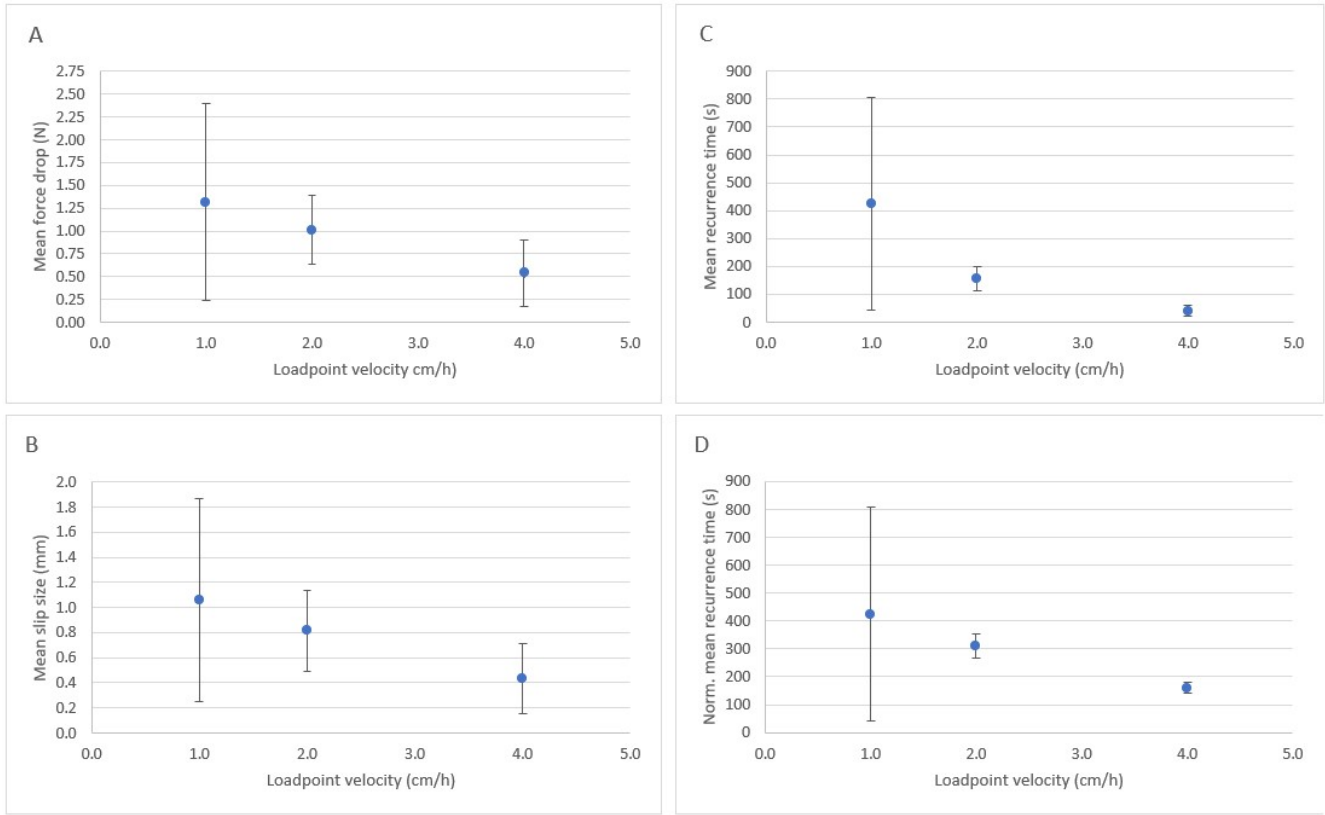 A
Mean force drop (N)
2.75
2.50
2.25
2.00
1.75
1.50
1.25
1.00
0.75
0.50
0.25
0.00
0.0 1.0 2.0 3.0 4.0 5.0
Loadpoint velocity cm/h)
B
Mean slip size (mm)
2.0
1.8
1.6
1.4
1.2
1.0
0.8
0.6
0.4
0.2
0.0
0.0 1.0 2.0 3.0 4.0 5.0
Loadpoint velocity (cm/h)
C
Mean recurrence time (s)
900
800
700
600
500
400
300
200
100
0
0.0 1.0 2.0 3.0 4.0 5.0
Loadpoint velocity (cm/h)
D
Norm. mean recurrence time (s)
900
800
700
600
500
400
300
200
100
0
0.0 1.0 2.0 3.0 4.0 5.0
Loadpoint velocity (cm/h)